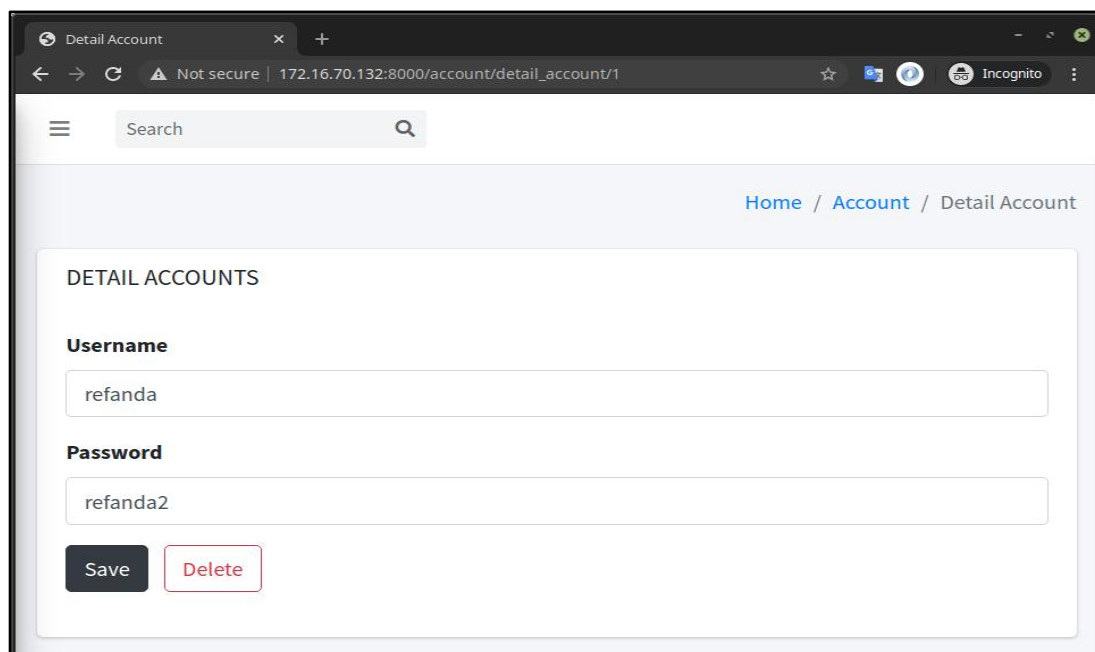 Detail Account
Not secure | 172.16.70.132:8000/account/detail_account/1
Incognito
Search
Home / Account / Detail Account
DETAIL ACCOUNTS
Username
refanda
Password
refanda2
Save Delete